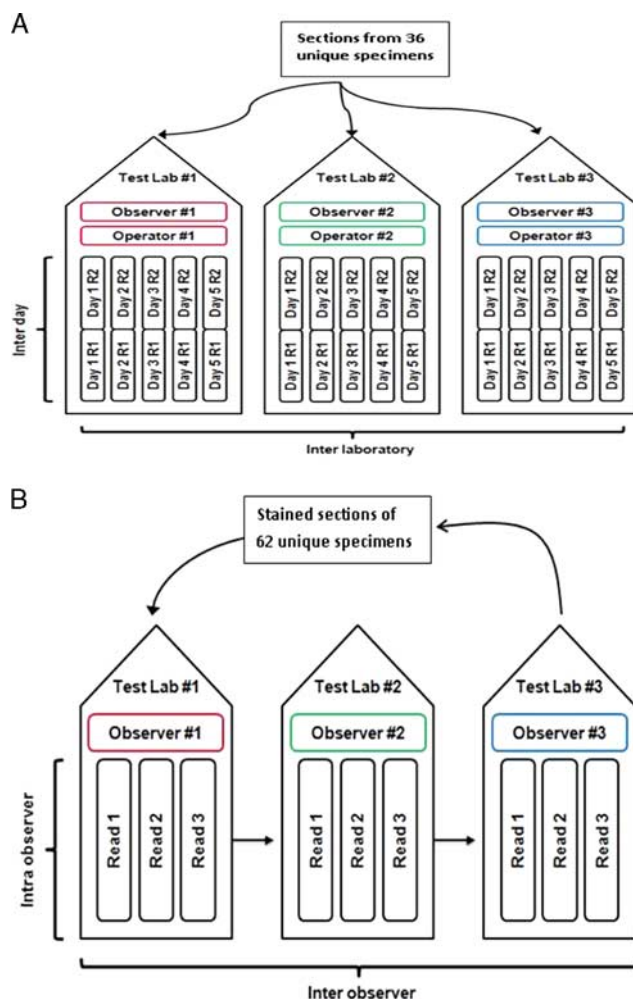 A
Sections from 36
unique specimens
Test Lab #1
Test Lab #2
Test Lab #3
Observer #1
Observer #2
Observer #3
Operator #1
Operator #2
Operator #3
Inter day
Day 1 R2
Day 2 R2
Day 3 R2
Day 4 R2
Day 5 R2
Day 1 R2
Day 2 R2
Day 3 R2
Day 4 R2
Day 5 R2
Day 1 R2
Day 2 R2
Day 3 R2
Day 4 R2
Day 5 R2
Day 1 R1
Day 2 R1
Day 3 R1
Day 4 R1
Day 5 R1
Day 1 R1
Day 2 R1
Day 3 R1
Day 4 R1
Day 5 R1
Day 1 R1
Day 2 R1
Day 3 R1
Day 4 R1
Day 5 R1
Inter laboratory
B
Stained sections of
62 unique specimens
Test Lab #1
Test Lab #2
Test Lab #3
Observer #1
Observer #2
Observer #3
Intra observer
Read 1
Read 2
Read 3
Read 1
Read 2
Read 3
Read 1
Read 2
Read 3
Inter observer